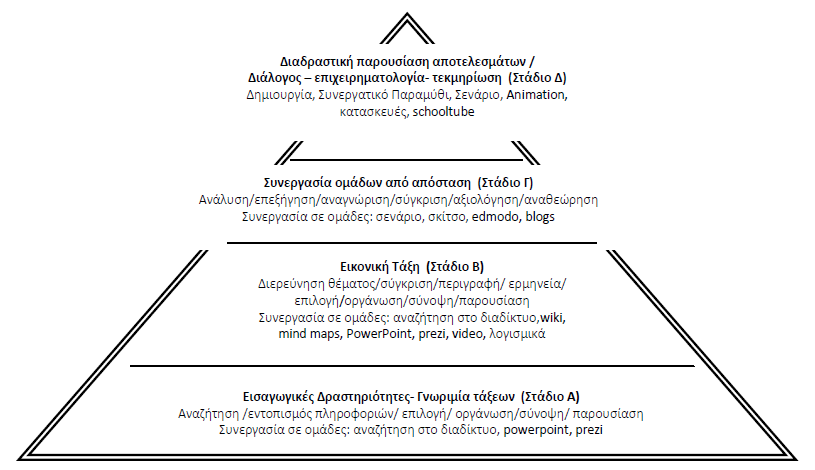 Διαδραστική παρουσίαση αποτελεσμάτων /
Διάλογος – επιχειρηματολογία- τεκμηρίωση (Στάδιο Δ)
Δημιουργία, Συνεργατικό Παραμύθι, Σενάριο, Animation,
κατασκευές, schooltube
Συνεργασία ομάδων από απόσταση (Στάδιο Γ)
Ανάλυση/επεξήγηση/αναγνώριση/σύγκριση/αξιολόγηση/αναθεώρηση
Συνεργασία σε ομάδες: σενάριο, σκίτσο, edmodo, blogs
Εικονική Τάξη (Στάδιο Β)
Διερεύνηση θέματος/σύγκριση/περιγραφή/ ερμηνεία/
επιλογή/οργάνωση/σύνοψη/παρουσίαση
Συνεργασία σε ομάδες: αναζήτηση στο διαδίκτυο,wiki,
mind maps, PowerPoint, prezi, video, λογισμικά
Εισαγωγικές Δραστηριότητες- Γνωριμία τάξεων (Στάδιο Α)
Αναζήτηση /εντοπισμός πληροφοριών/ επιλογή/ οργάνωση/σύνοψη/ παρουσίαση
Συνεργασία σε ομάδες: αναζήτηση στο διαδίκτυο, powerpoint, prezi